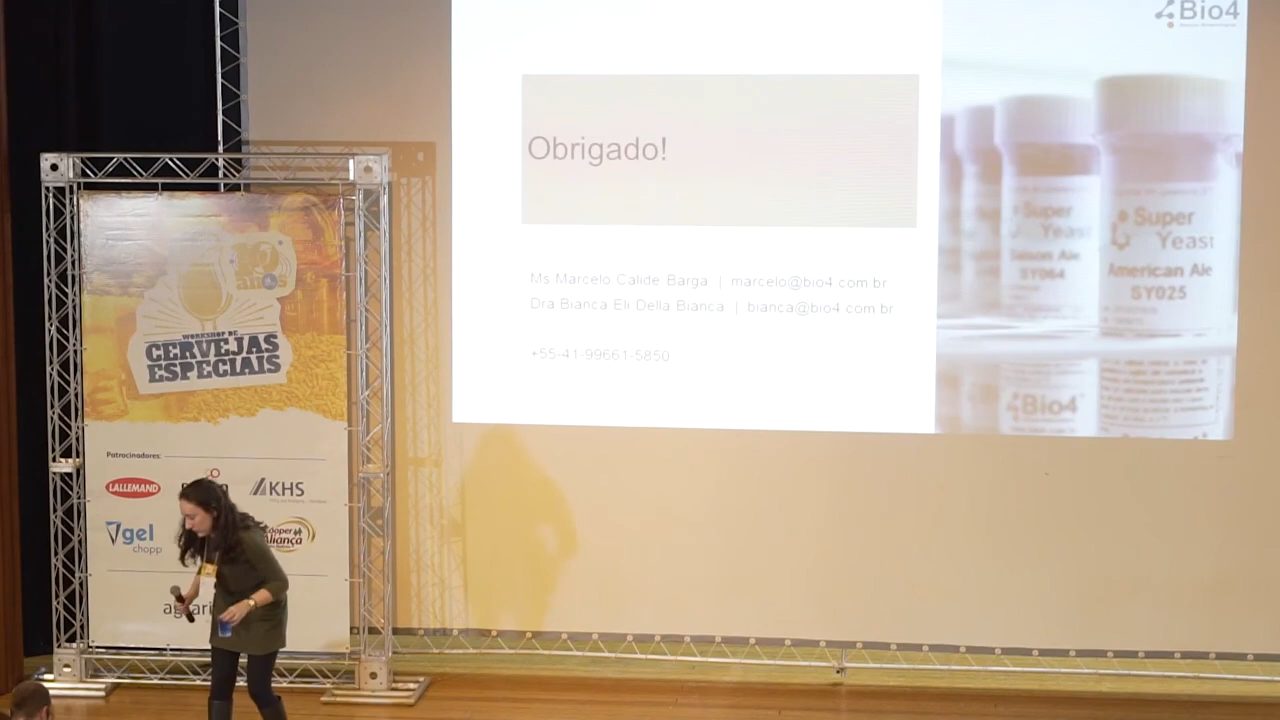 Bio4
Obrigado!
Ms Marcelo Calide Barga | marcelo@bio4 com br
Dra Bianca Eli Della Bianca | bianca@bio4 com br
+55-41-99661-5850
Super
Yeast
Saison Ale
SY064
Super
Yeast
American Ale
SY025
Bio4
anos
WORKSHOP DE
CERVEJAS
ESPECIAIS
Patrocinadores:
LALLEMAND
KHS
gel
chopp
Cooper
Aliança